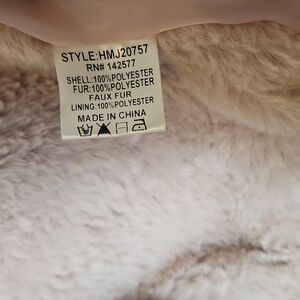 STYLE:HMJ20757
RN# 142577
SHELL:100%POLYESTER
FUR:100%POLYESTER
FAUX FUR
LINING:100%POLYESTER
MADE IN CHINA